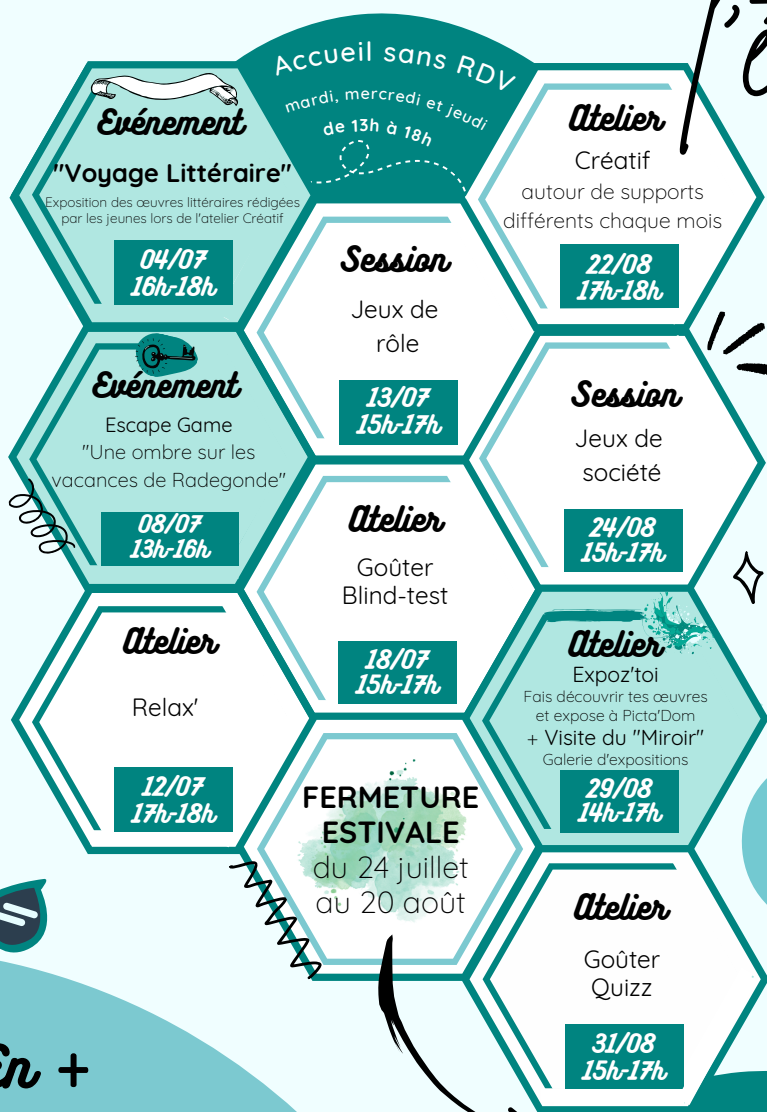 Accueil sans RDV
mardi, mercredi et jeudi
de 13h à 18h
Evénement
"Voyage Littéraire"
Exposition des œuvres littéraires rédigées
par les jeunes lors de l'atelier Créatif
04/07
16h-18h
Evénement
Escape Game
"Une ombre sur les
vacances de Radegonde"
08/07
13h-16h
Atelier
Relax'
12/07
17h-18h
Session
Jeux de
rôle
13/07
15h-17h
Atelier
Goûter
Blind-test
18/07
15h-17h
FERMETURE
ESTIVALE
du 24 juillet
au 20 août
Atelier
Créatif
autour de supports
différents chaque mois
22/08
17h-18h
Session
Jeux de
société
24/08
15h-17h
Atelier
Expoz'toi
Fais découvrir tes œuvres
et expose à Picta'Dom
+ Visite du "Miroir"
Galerie d'expositions
29/08
14h-17h
Atelier
Goûter
Quizz
31/08
15h-17h
En +